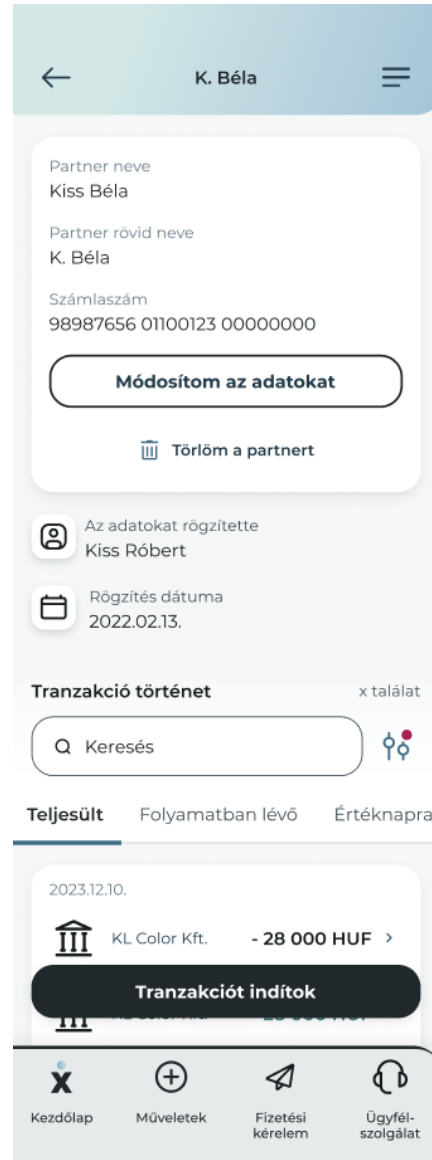 K. Béla
Partner neve
Kiss Béla
Partner rövid neve
K. Béla
Számlaszám
98987656 01100123 00000000
Módosítom az adatokat
Törlöm a partnert
Az adatokat rögzítette
Kiss Róbert
Rögzítés dátuma
2022.02.13.
Tranzakció történet x találat
Keresés
Teljesült Folyamatban lévő Értéknapra
2023.12.10.
KL Color Kft. - 28 000 HUF
Tranzakciót indítok
Kezdőlap Műveletek Fizetési kérelem Ügyfél-szolgálat